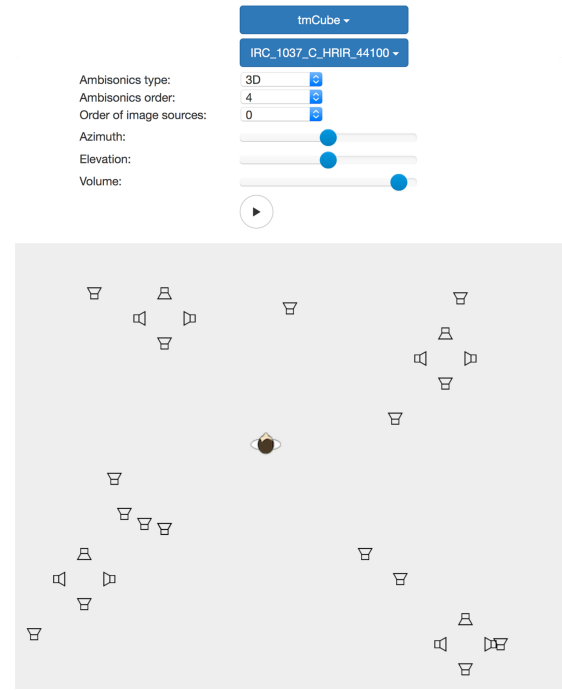 tmCube
IRC_1037_C_HRIR_44100
Ambisonics type: 3D
Ambisonics order: 4
Order of image sources: 0
Azimuth:
Elevation:
Volume: